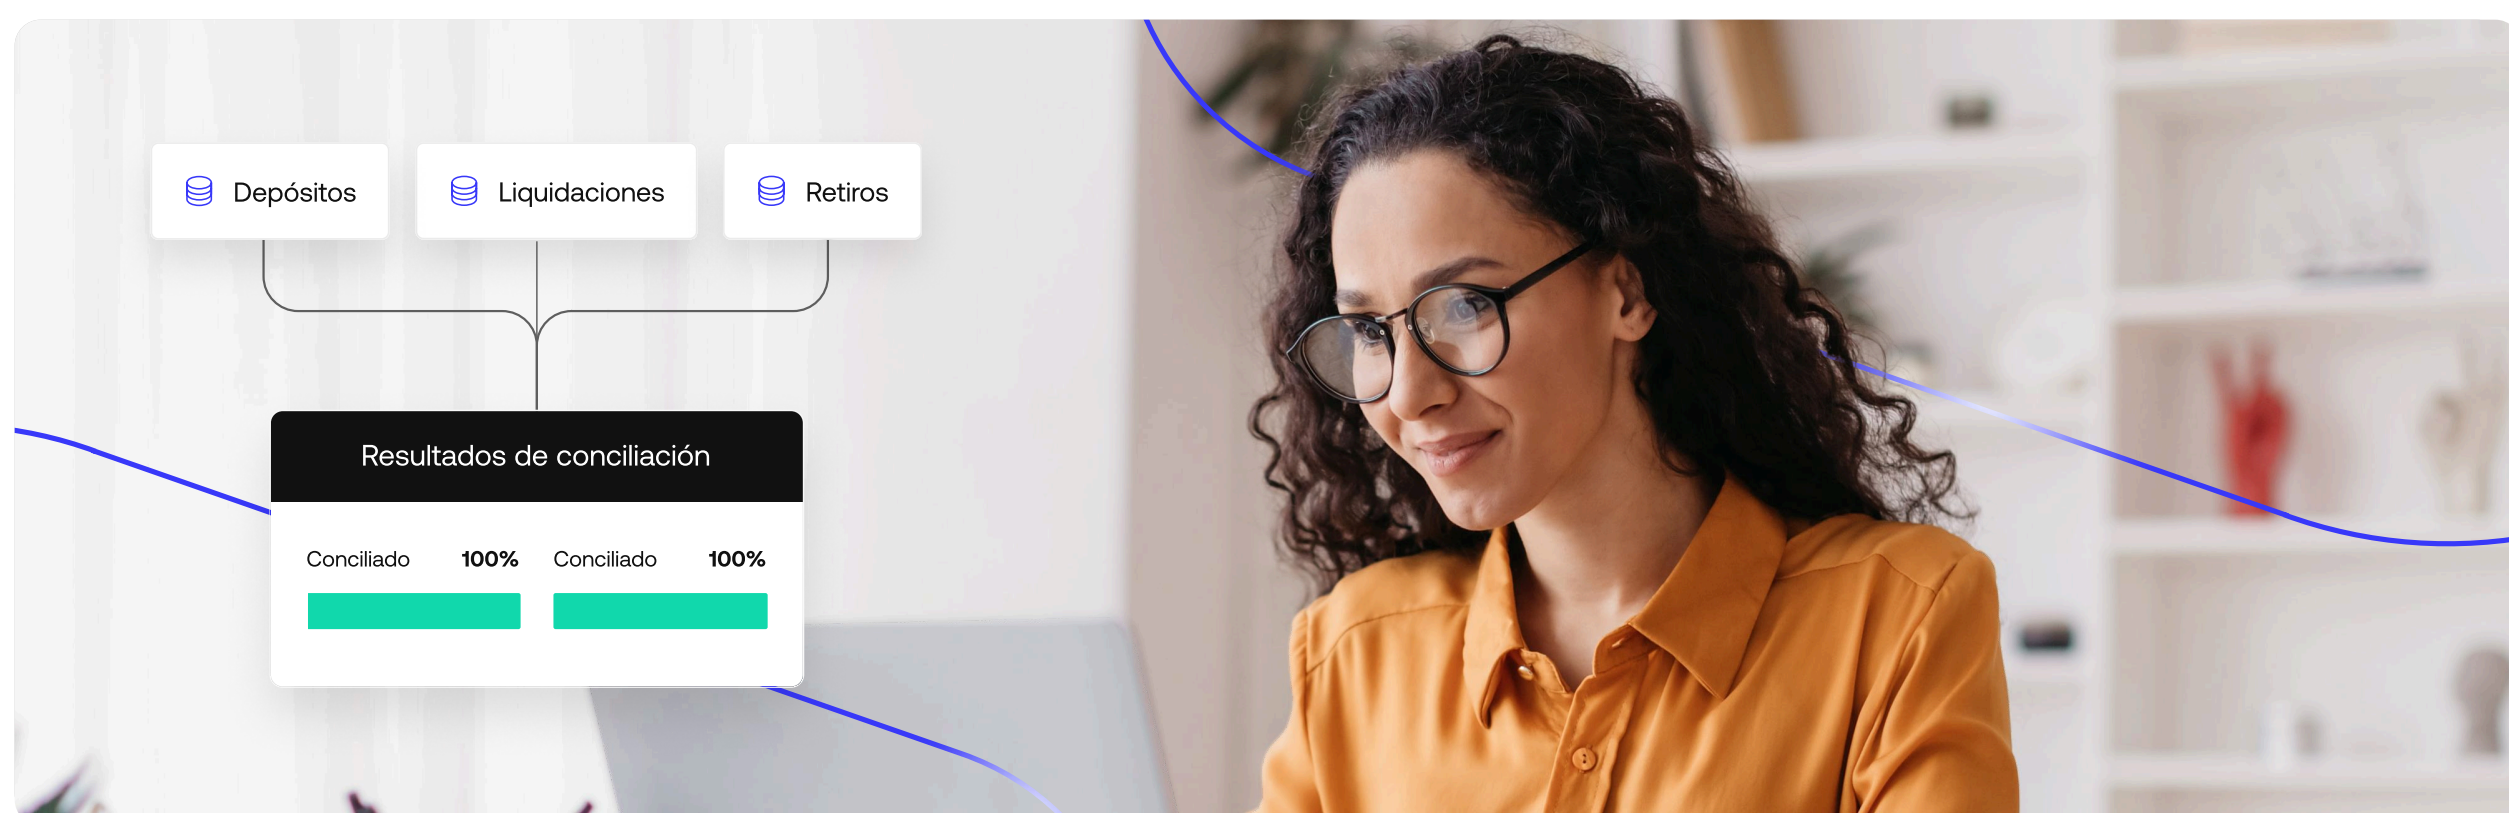 Depósitos
Liquidaciones
Retiros
Resultados de conciliación
Conciliado 100% Conciliado 100%